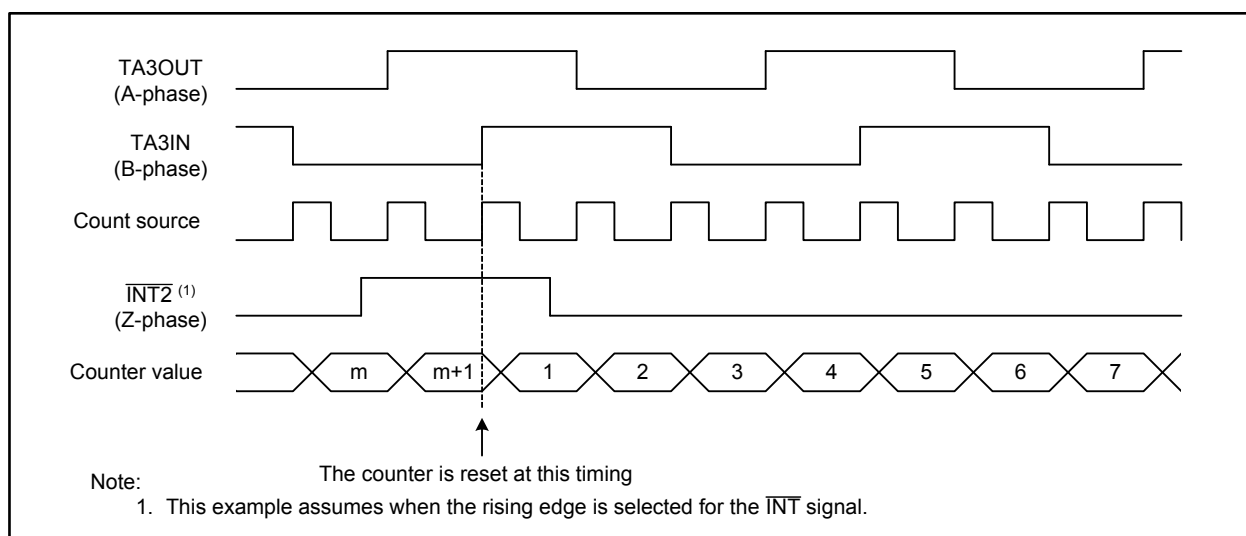 TA3OUT
(A-phase)
TA3IN
(B-phase)
Count source
INT2 (1)
(Z-phase)
Counter value
m
m+1
1
2
3
4
5
6
7
The counter is reset at this timing
Note:
1. This example assumes when the rising edge is selected for the INT signal.